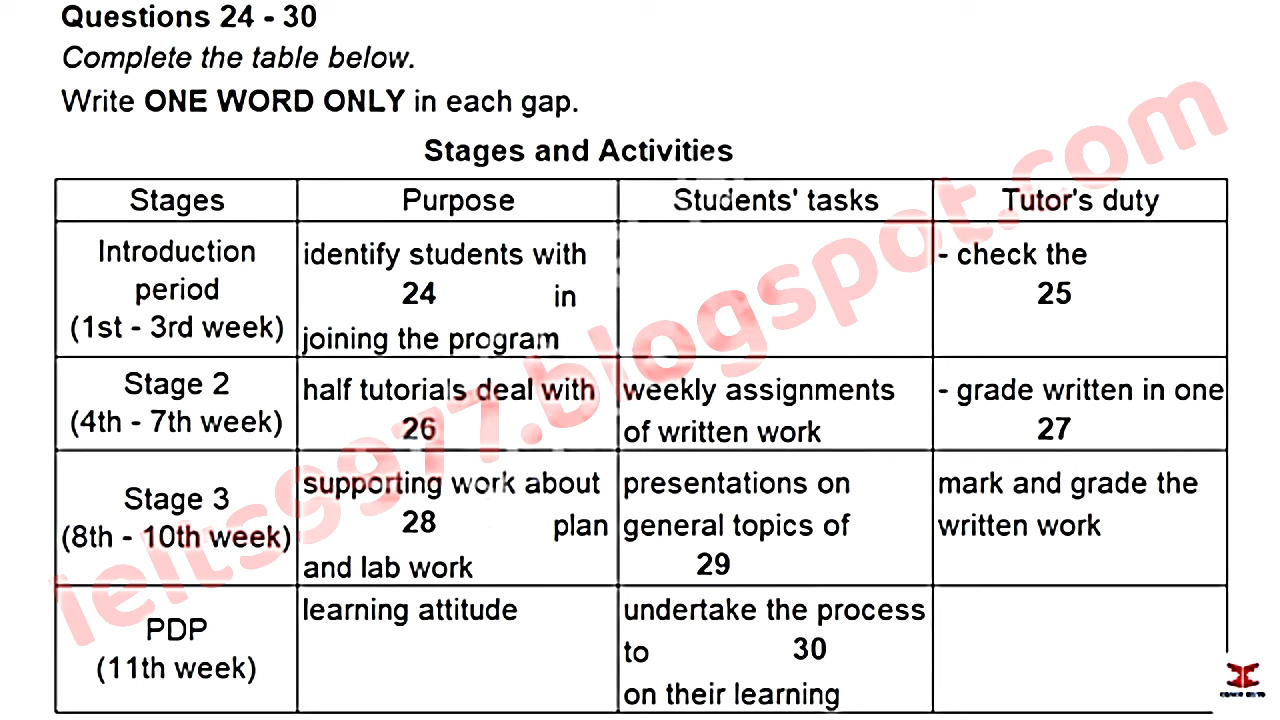 Questions 24 - 30
Complete the table below.
Write ONE WORD ONLY in each gap.
Stages and Activities
Stages
Purpose
Students' tasks
Tutor's duty
Introduction
period
(1st - 3rd week)
identify students with
24 in
joining the program
- check the
25
Stage 2
(4th - 7th week)
half tutorials deal with
26
weekly assignments
of written work
- grade written in one
27
Stage 3
(8th - 10th week)
supporting work about
28 plan
and lab work
presentations on
general topics of
29
mark and grade the
written work
PDP
(11th week)
learning attitude
undertake the process
to 30
on their learning
ielts9977.blogspot.com